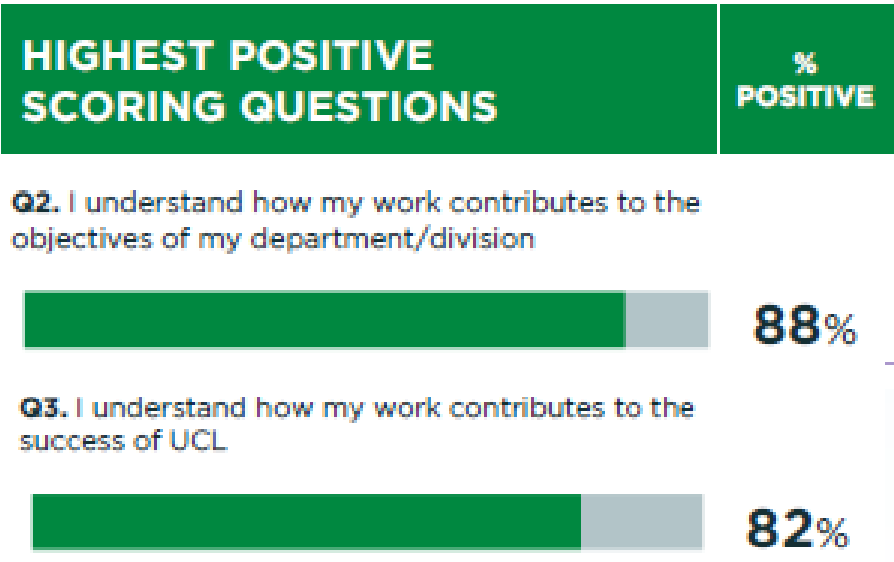 HIGHEST POSITIVE
SCORING QUESTIONS
%
POSITIVE
Q2. I understand how my work contributes to the
objectives of my department/division
88%
Q3. I understand how my work contributes to the
success of UCL
82%